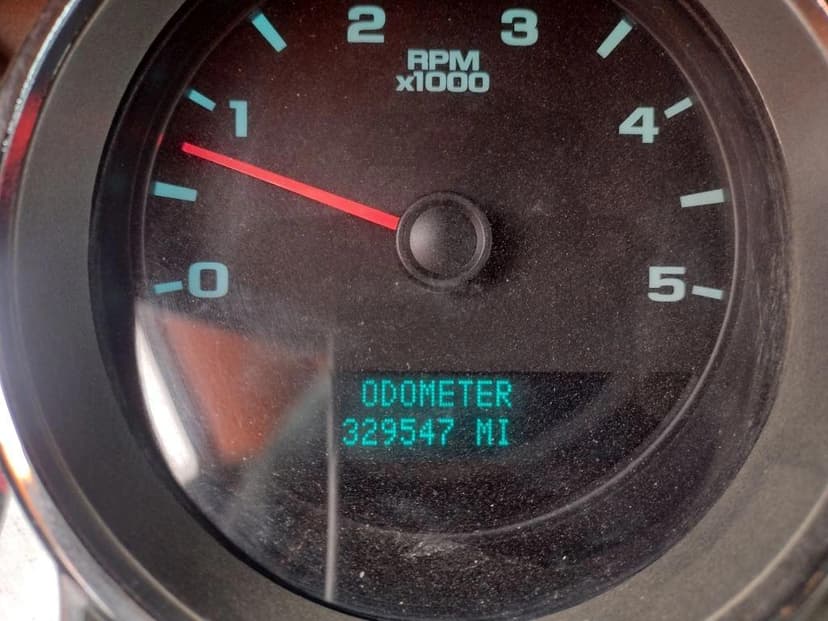 2 3
RPM
x1000
1 4
0 5
ODOMETER
329547 MI